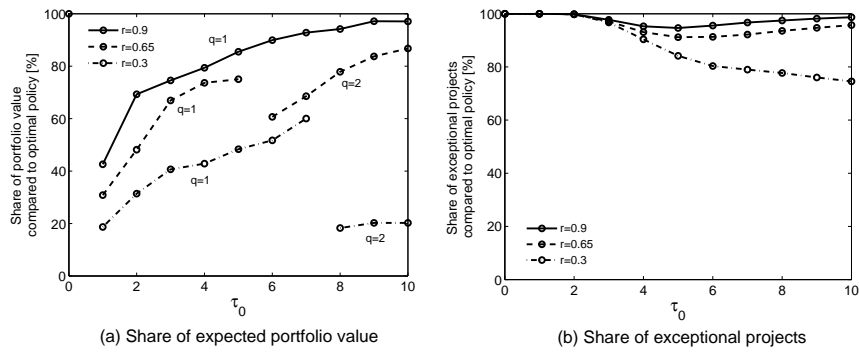 Share of portfolio value
compared to optimal policy [%]
100
80
60
40
20
0
r=0.9
r=0.65
r=0.3
q=1
q=1
q=1
q=2
q=2
0
2
4
6
8
10
τ0
(a) Share of expected portfolio value
Share of exceptional projects
compared to optimal policy [%]
100
80
60
40
20
0
r=0.9
r=0.65
r=0.3
0
2
4
6
8
10
τ0
(b) Share of exceptional projects